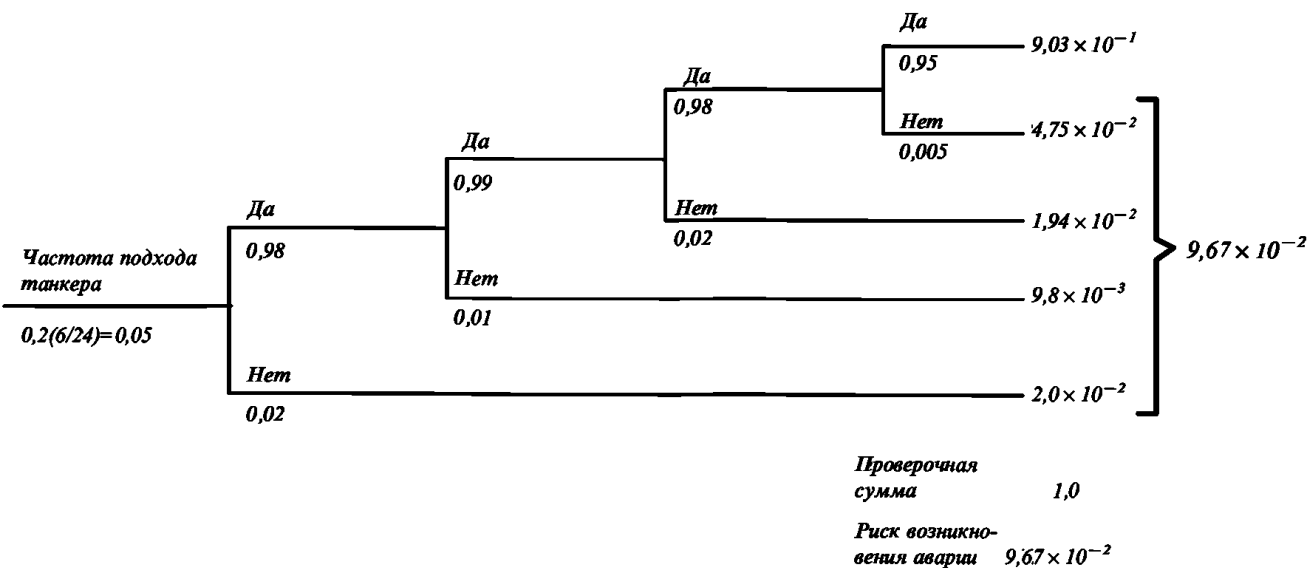 Да
9,03 × 10⁻¹
0,95
Да
0,98
Нет
4,75 × 10⁻²
0,005
Да
0,99
Нет
1,94 × 10⁻²
0,02
Да
0,98
9,67 × 10⁻²
Частота подхода
танкера
0,2(6/24)=0,05
Нет
9,8 × 10⁻³
0,01
Нет
2,0 × 10⁻²
0,02
Проверочная
сумма 1,0
Риск возникно-
вения аварии 9,67 × 10⁻²